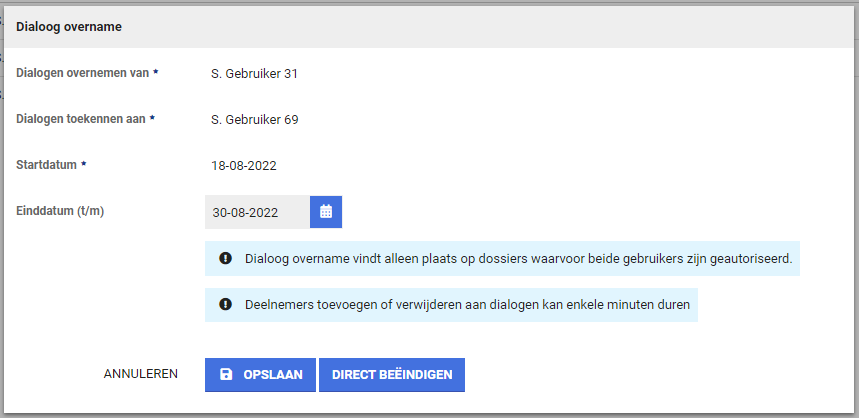 Dialoog overname
Dialogen overnemen van * S. Gebruiker 31
Dialogen toekennen aan * S. Gebruiker 69
Startdatum * 18-08-2022
Einddatum (t/m) 30-08-2022
Dialoog overname vindt alleen plaats op dossiers waarvoor beide gebruikers zijn geautoriseerd.
Deelnemers toevoegen of verwijderen aan dialogen kan enkele minuten duren
ANNULEREN OPSLAAN DIRECT BEËINDIGEN